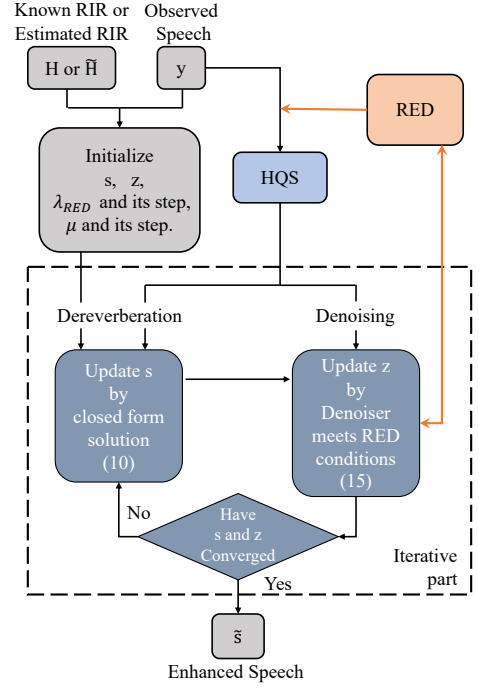 Known RIR or
Estimated RIR
Observed
Speech
H or H̃
y
RED
Initialize
s, z,
λ_RED and its step,
μ and its step.
HQS
Dereverberation
Denoising
Update s
by
closed form
solution
(10)
Update z
by
Denoiser
meets RED
conditions
(15)
No
Have
s and z
Converged
Iterative
part
Yes
s̃
Enhanced Speech